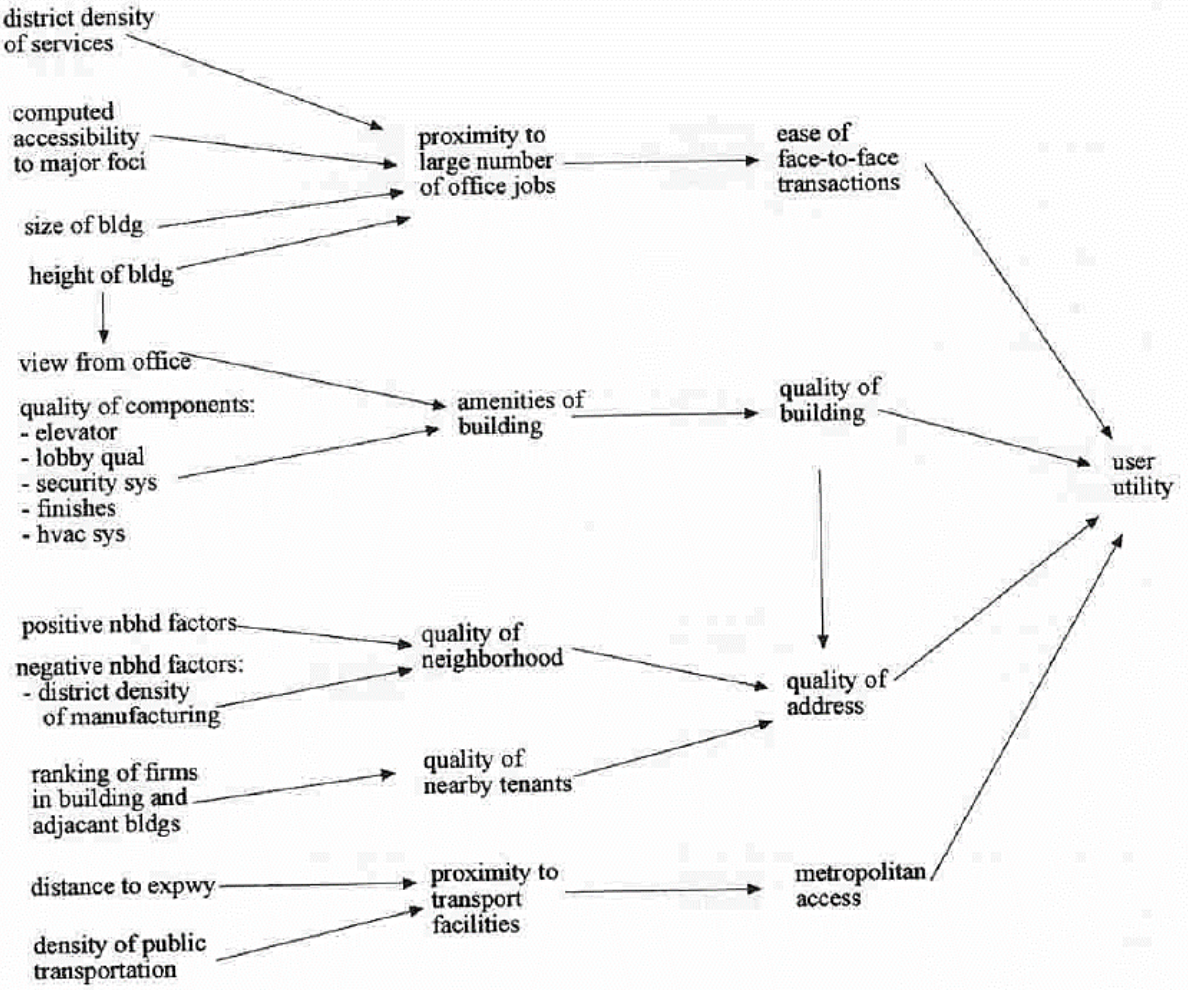 district density
of services
computed
accessibility
to major foci
size of bldg
height of bldg
view from office
quality of components:
- elevator
- lobby qual
- security sys
- finishes
- hvac sys
positive nbhd factors
negative nbhd factors:
- district density
of manufacturing
ranking of firms
in building and
adjacant bldgs
distance to expwy
density of public
transportation
proximity to
large number
of office jobs
amenities of
building
quality of
neighborhood
quality of
nearby tenants
proximity to
transport
facilities
ease of
face-to-face
transactions
quality of
building
quality of
address
metropolitan
access
user
utility